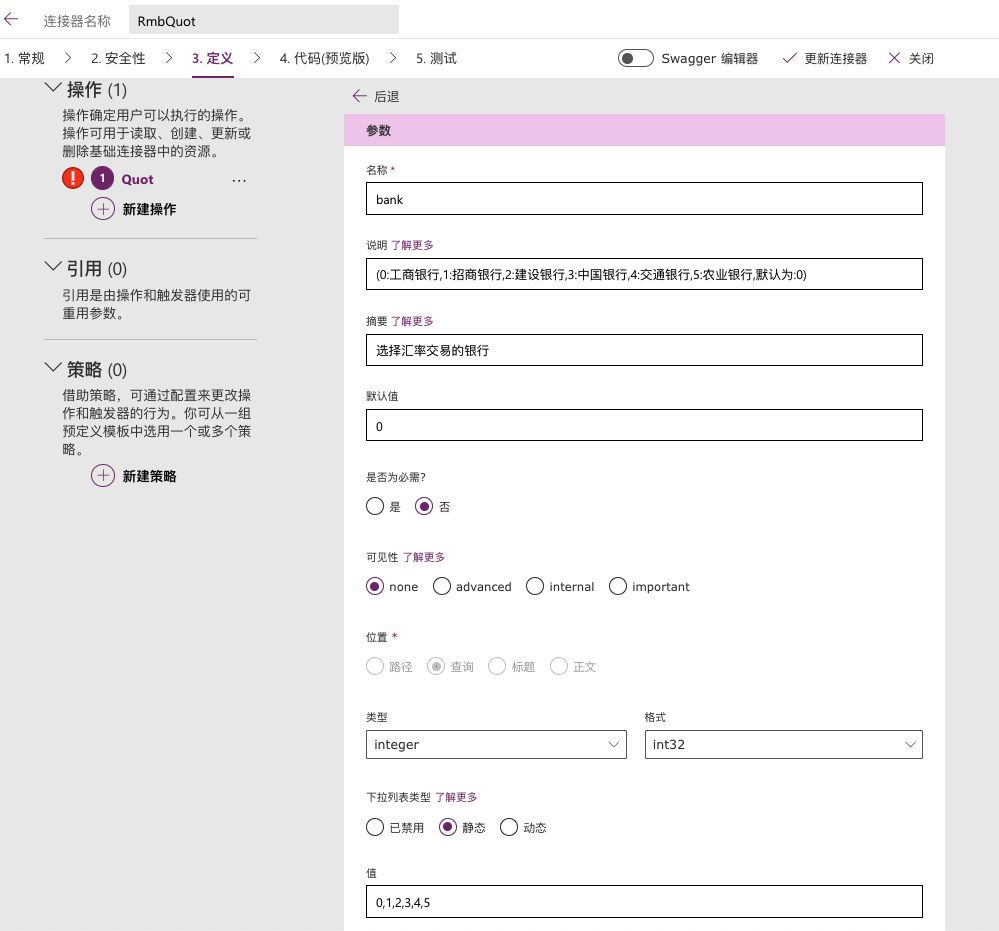 连接器名称
RmbQuot
1. 常规
2. 安全性
3. 定义
4. 代码(预览版)
5. 测试
Swagger 编辑器
更新连接器
关闭
操作 (1)
操作确定用户可以执行的操作。
操作可用于读取、创建、更新或
删除基础连接器中的资源。
! 1 Quot ...
新建操作
引用 (0)
引用是由操作和触发器使用的可
重用参数。
策略 (0)
借助策略，可通过配置来更改操
作和触发器的行为。你可从一组
预定义模板中选用一个或多个策
略。
新建策略
后退
参数
名称 *
bank
说明 了解更多
(0:工商银行,1:招商银行,2:建设银行,3:中国银行,4:交通银行,5:农业银行,默认为:0)
摘要 了解更多
选择汇率交易的银行
默认值
0
是否为必需?
是 否
可见性 了解更多
none advanced internal important
位置 *
路径 查询 标题 正文
类型 格式
integer int32
下拉列表类型 了解更多
已禁用 静态 动态
值
0,1,2,3,4,5